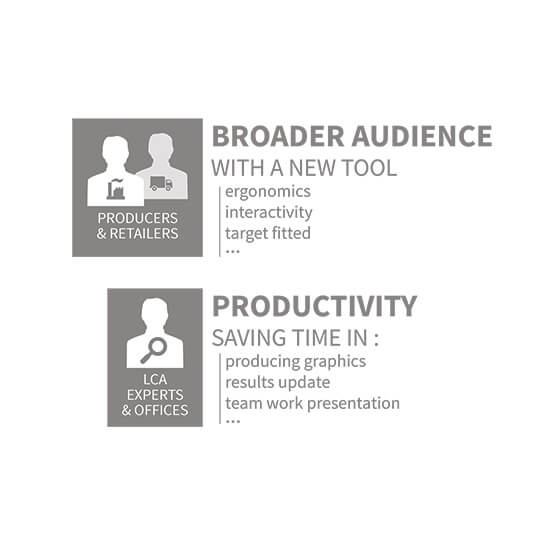 BROADER AUDIENCE
WITH A NEW TOOL
ergonomics
interactivity
target fitted
...
PRODUCERS
& RETAILERS
PRODUCTIVITY
SAVING TIME IN :
producing graphics
results update
team work presentation
...
LCA
EXPERTS
& OFFICES